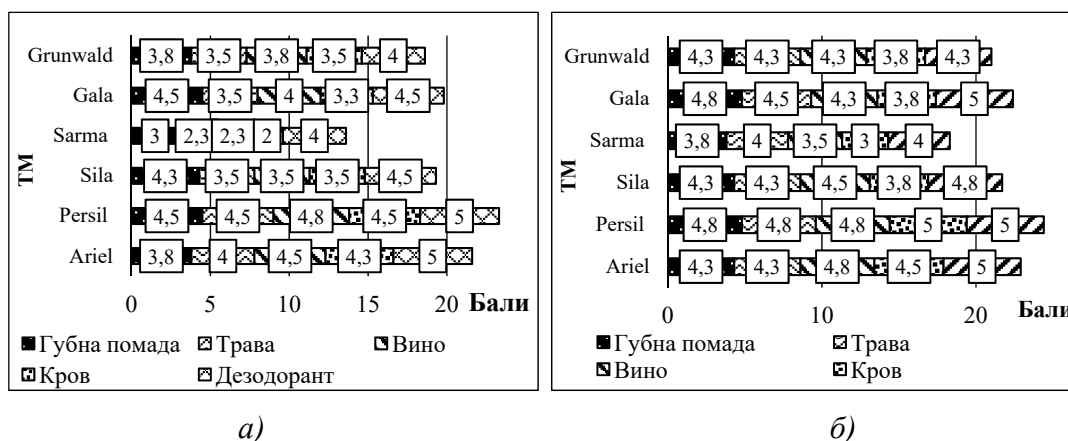 Grunwald 3,8 3,5 3,8 3,5 4
Gala 4,5 3,5 4 3,3 4,5
Sarma 3 2,3 2,3 2 4
Sila 4,3 3,5 3,5 3,5 4,5
Persil 4,5 4,5 4,8 4,5 5
Ariel 3,8 4 4,5 4,3 5
ТМ
0 5 10 15 20 Бали
Губна помада Трава Вино
Кров Дезодорант
а)
Grunwald 4,3 4,3 4,3 3,8 4,3
Gala 4,8 4,5 4,3 3,8 5
Sarma 3,8 4 3,5 3 4
Sila 4,3 4,3 4,5 3,8 4,8
Persil 4,8 4,8 4,8 5 5
Ariel 4,3 4,3 4,8 4,5 5
ТМ
0 10 20 Бали
Губна помада Трава
Вино Кров
б)